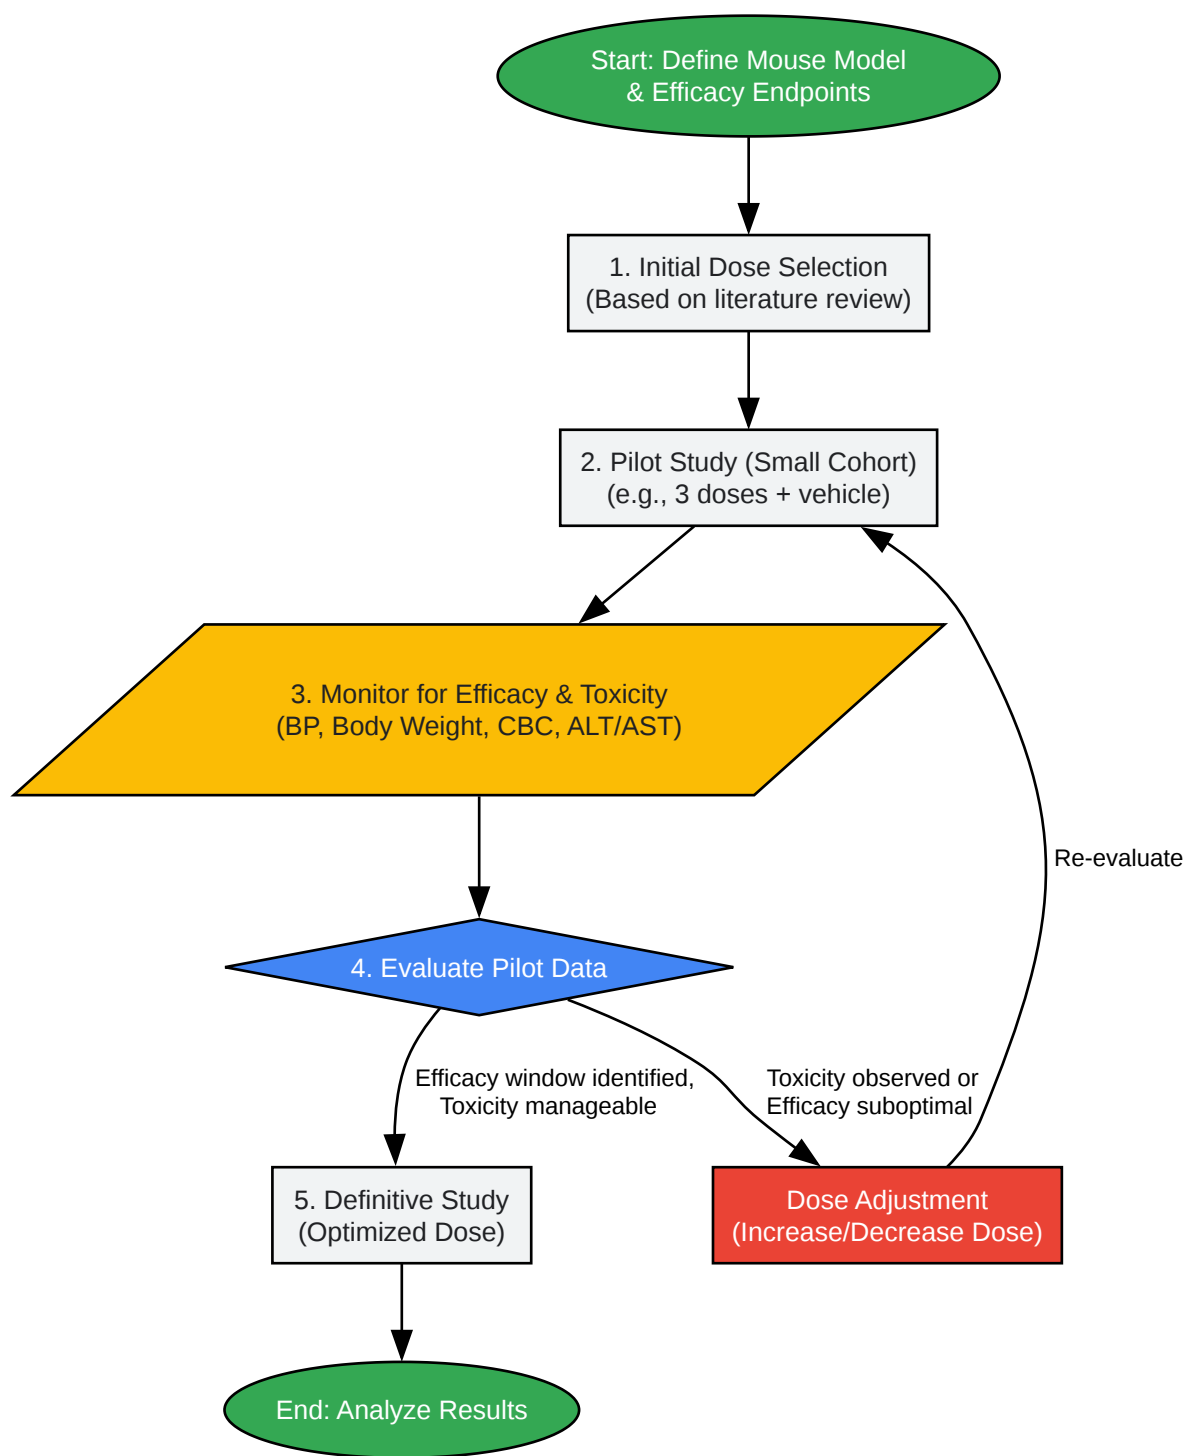 Start: Define Mouse Model
& Efficacy Endpoints
1. Initial Dose Selection
(Based on literature review)
2. Pilot Study (Small Cohort)
(e.g., 3 doses + vehicle)
3. Monitor for Efficacy & Toxicity
(BP, Body Weight, CBC, ALT/AST)
Re-evaluate
4. Evaluate Pilot Data
Efficacy window identified,
Toxicity manageable
Toxicity observed or
Efficacy suboptimal
5. Definitive Study
(Optimized Dose)
Dose Adjustment
(Increase/Decrease Dose)
End: Analyze Results